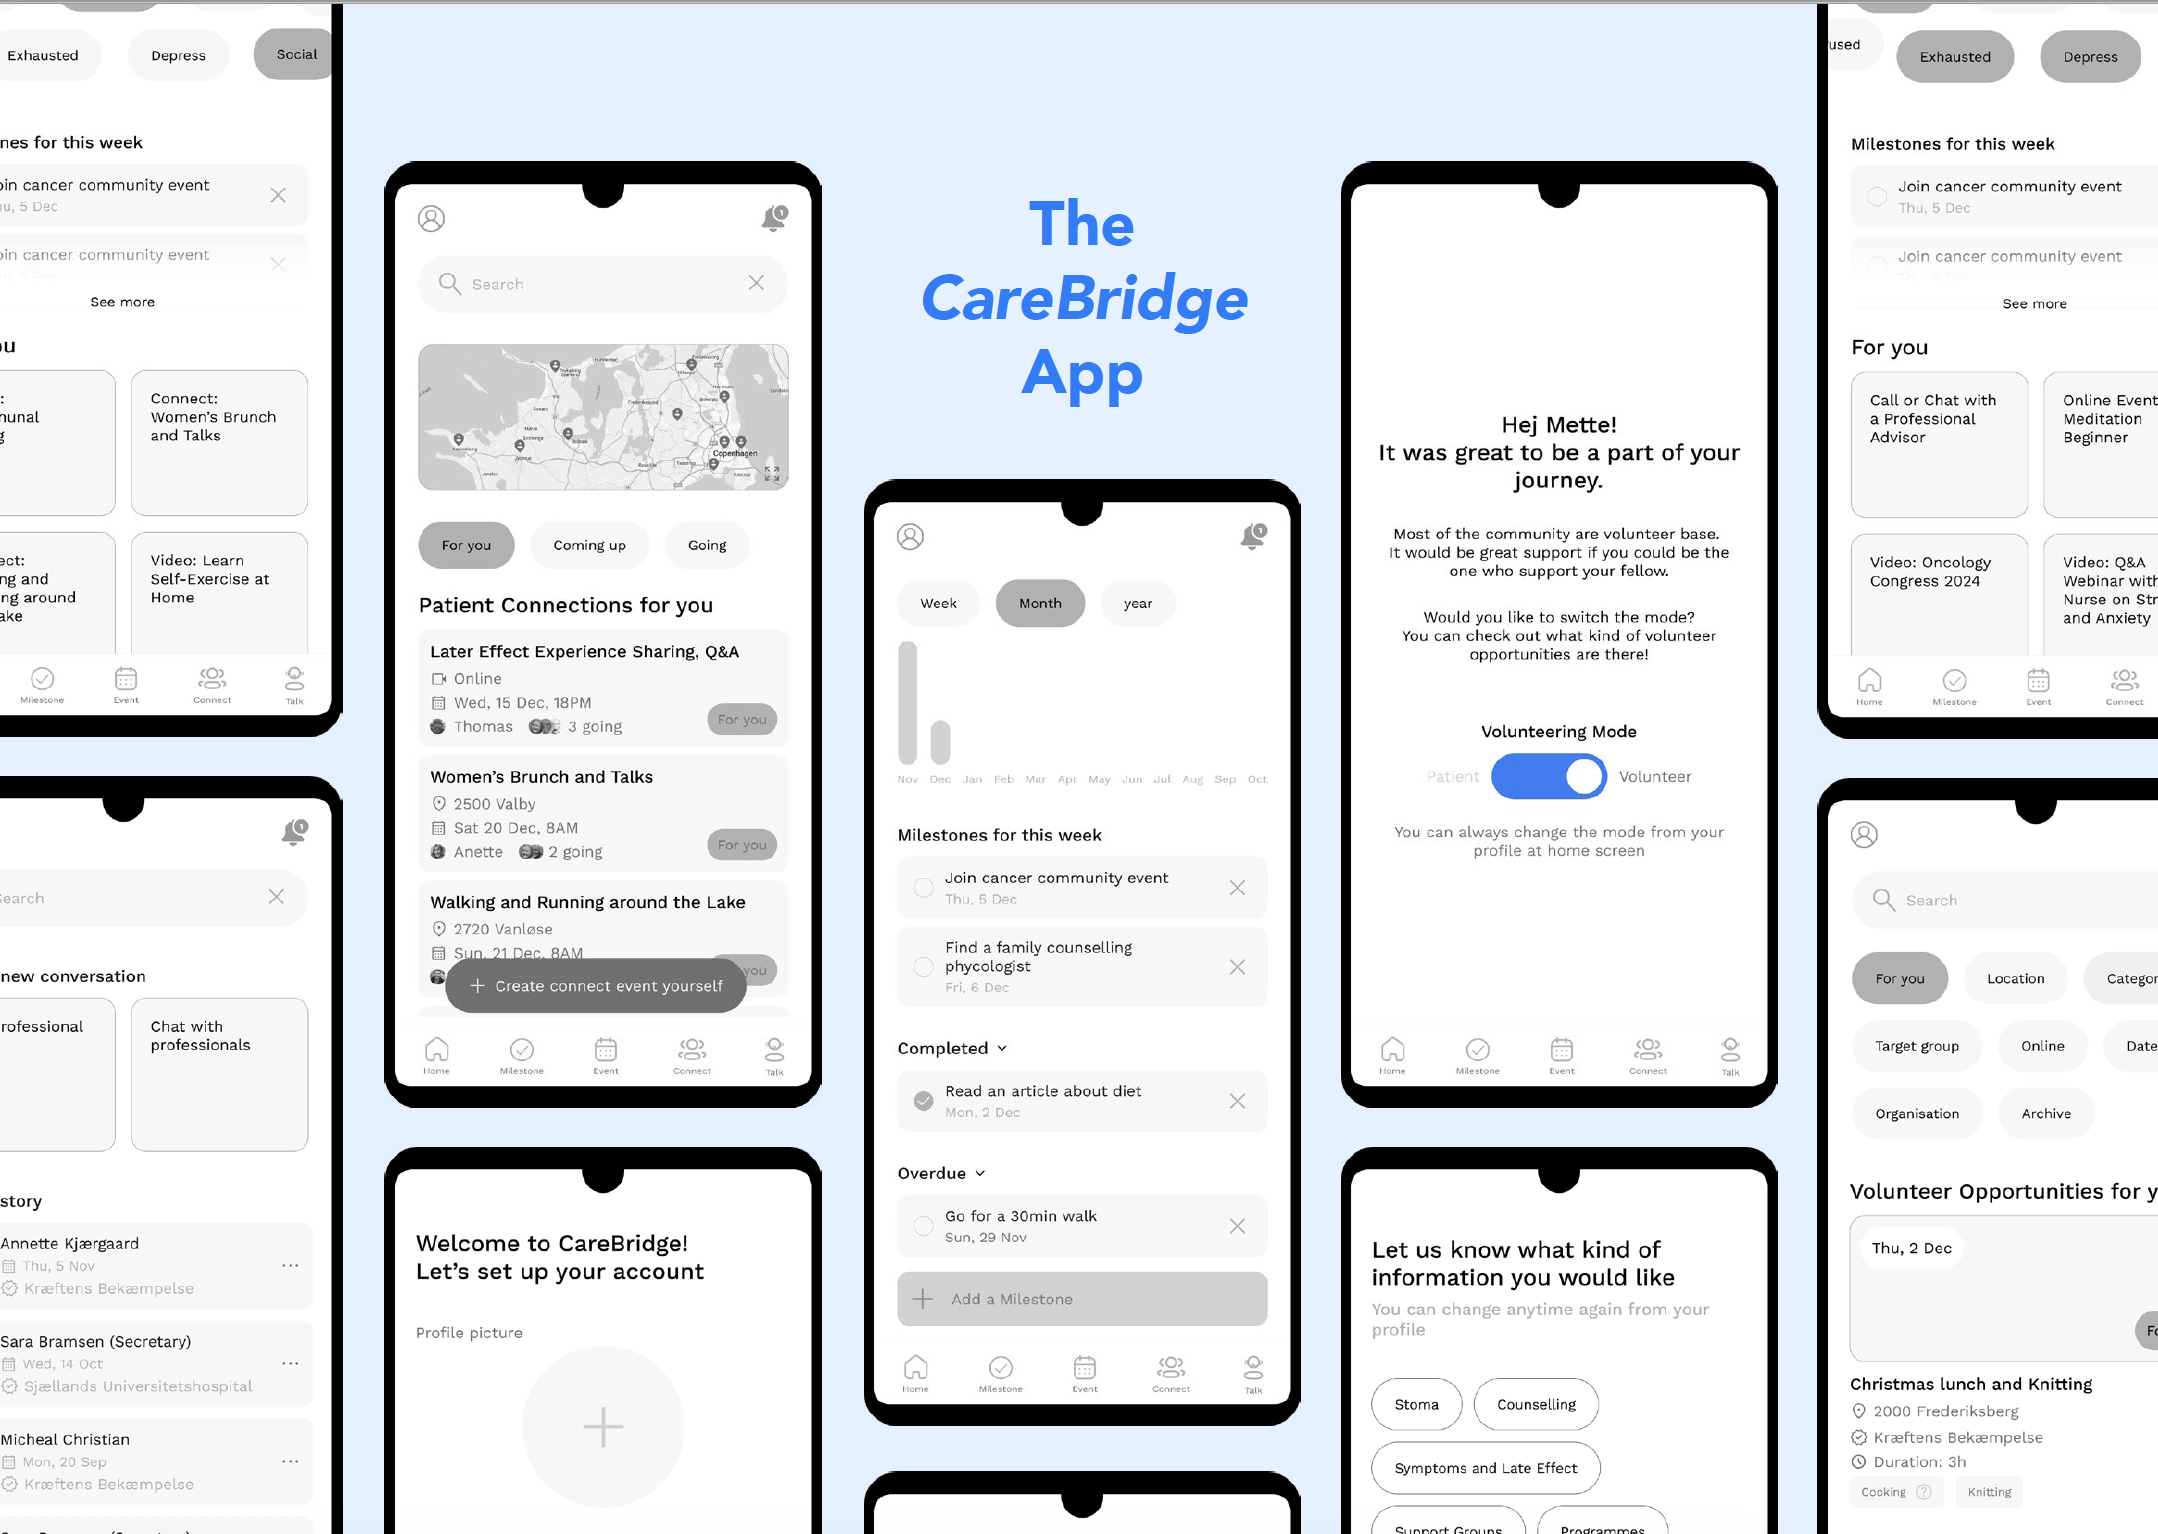 Exhausted
Depress
Social
nes for this week
oin cancer community event
hu, 5 Dec
oin cancer community event
See more
ou
Connect:
Women's Brunch
and Talks
munal
Video: Learn
Self-Exercise at
Home
ect:
ng and
ng around
ake
Milestone
Event
Connect
Talk
1
Search
new conversation
rofessional
Chat with
professionals
story
Annette Kjærgaard
Thu, 5 Nov
Kræftens Bekæmpelse
Sara Bramsen (Secretary)
Wed, 14 Oct
Sjællands Universitetshospital
Micheal Christian
Mon, 20 Sep
Kræftens Bekæmpelse
1
Search
Copenhagen
For you
Coming up
Going
Patient Connections for you
Later Effect Experience Sharing, Q&A
Online
Wed, 15 Dec, 18PM
Thomas
3 going
For you
Women's Brunch and Talks
2500 Valby
Sat 20 Dec, 8AM
Anette
2 going
For you
Walking and Running around the Lake
2720 Vanløse
Sun, 21 Dec, 8AM
you
Create connect event yourself
Home
Milestone
Event
Connect
Talk
Welcome to CareBridge!
Let's set up your account
Profile picture
The
CareBridge
App
1
Week
Month
year
Nov Dec Jan Feb Mar Apr May Jun Jul Aug Sep Oct
Milestones for this week
Join cancer community event
Thu, 5 Dec
Find a family counselling
phycologist
Fri, 6 Dec
Completed
Read an article about diet
Mon, 2 Dec
Overdue
Go for a 30min walk
Sun, 29 Nov
Add a Milestone
Home
Milestone
Event
Connect
Talk
Hej Mette!
It was great to be a part of your
journey.
Most of the community are volunteer base.
It would be great support if you could be the
one who support your fellow.
Would you like to switch the mode?
You can check out what kind of volunteer
opportunities are there!
Volunteering Mode
Patient
Volunteer
You can always change the mode from your
profile at home screen
Home
Milestone
Event
Connect
Talk
Let us know what kind of
information you would like
You can change anytime again from your
profile
Stoma
Counselling
Symptoms and Late Effect
Support Groups
Programmes
used
Exhausted
Depress
Milestones for this week
Join cancer community event
Thu, 5 Dec
Join cancer community event
See more
For you
Call or Chat with
a Professional
Advisor
Online Event
Meditation
Beginner
Video: Oncology
Congress 2024
Video: Q&A
Webinar with
Nurse on Str
and Anxiety
Home
Milestone
Event
Connect
Search
For you
Location
Categor
Target group
Online
Date
Organisation
Archive
Volunteer Opportunities for y
Thu, 2 Dec
Fo
Christmas lunch and Knitting
2000 Frederiksberg
Kræftens Bekæmpelse
Duration: 3h
Cooking
Knitting